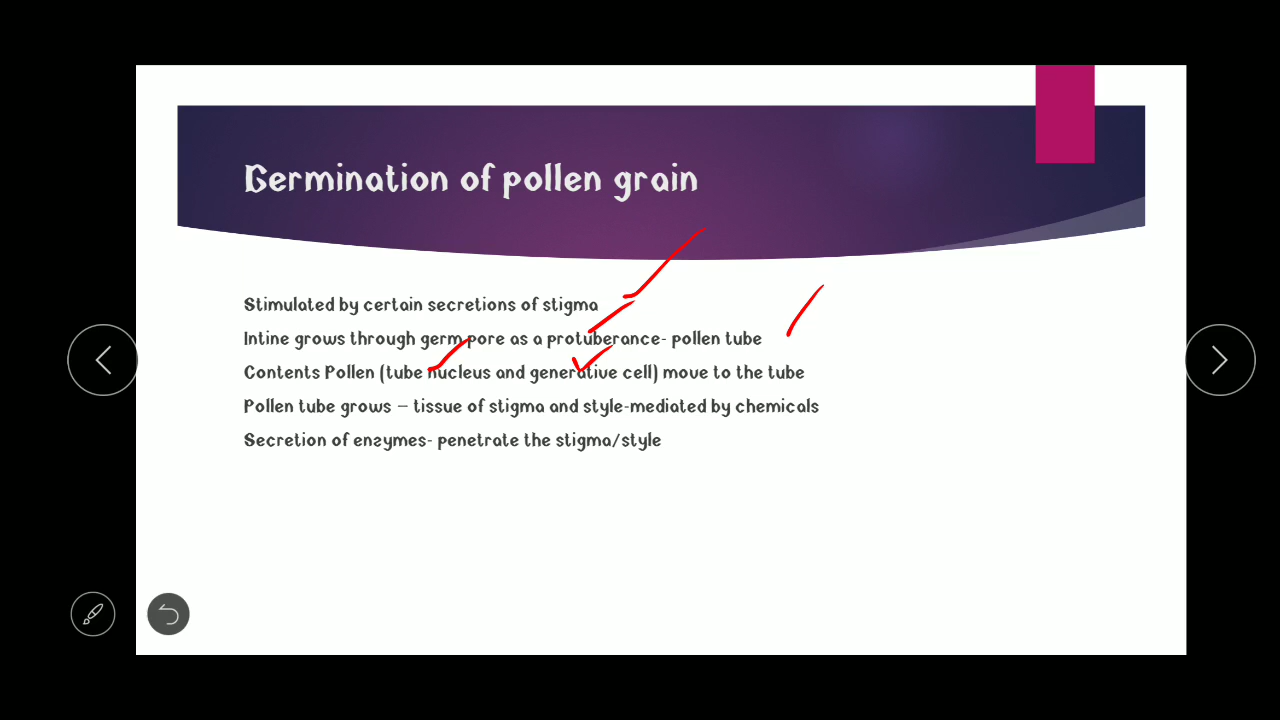 Germination of pollen grain
Stimulated by certain secretions of stigma
Intine grows through germ pore as a protuberance- pollen tube
Contents Pollen (tube nucleus and generative cell) move to the tube
Pollen tube grows – tissue of stigma and style-mediated by chemicals
Secretion of enzymes- penetrate the stigma/style